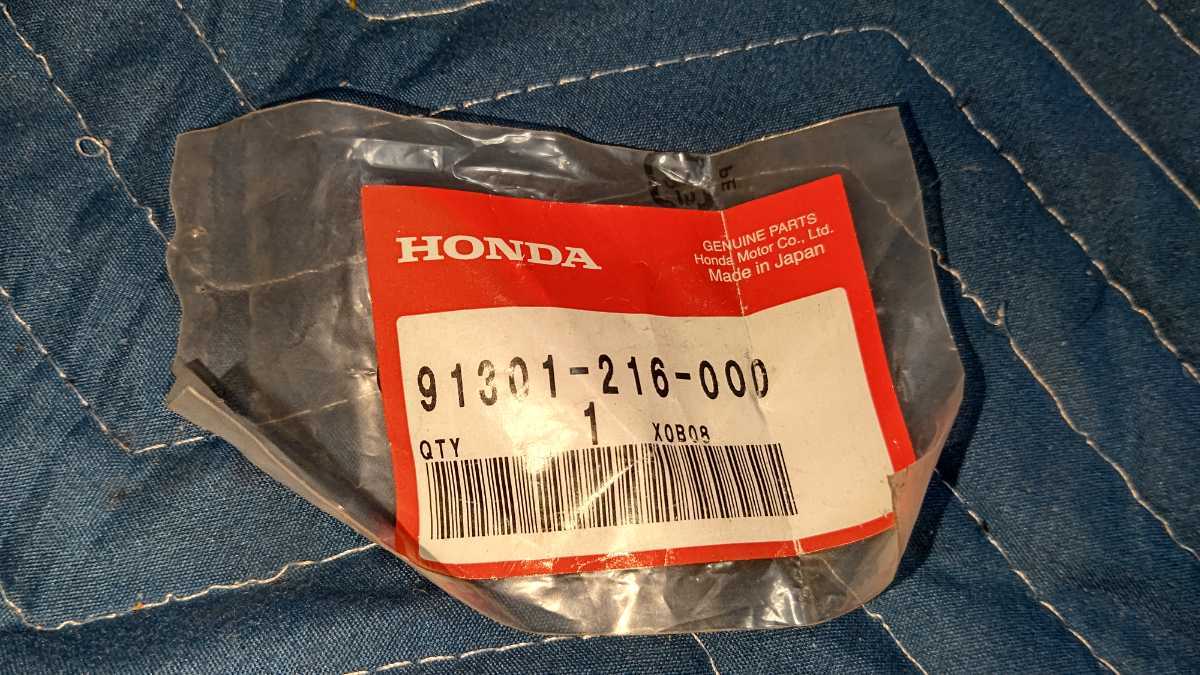 HONDA
GENUINE PARTS
Honda Motor Co., Ltd.
Made in Japan
91301-216-000
QTY 1 X0B08